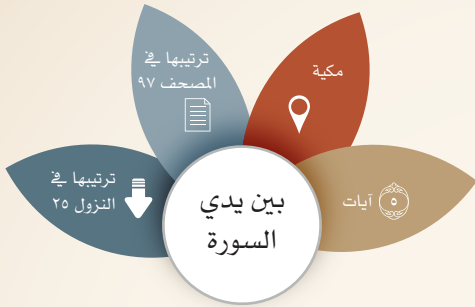 مكية
ترتيبها في
المصحف ٩٧
٥ آيات
ترتيبها في
النزول ٢٥
بين يدي
السورة